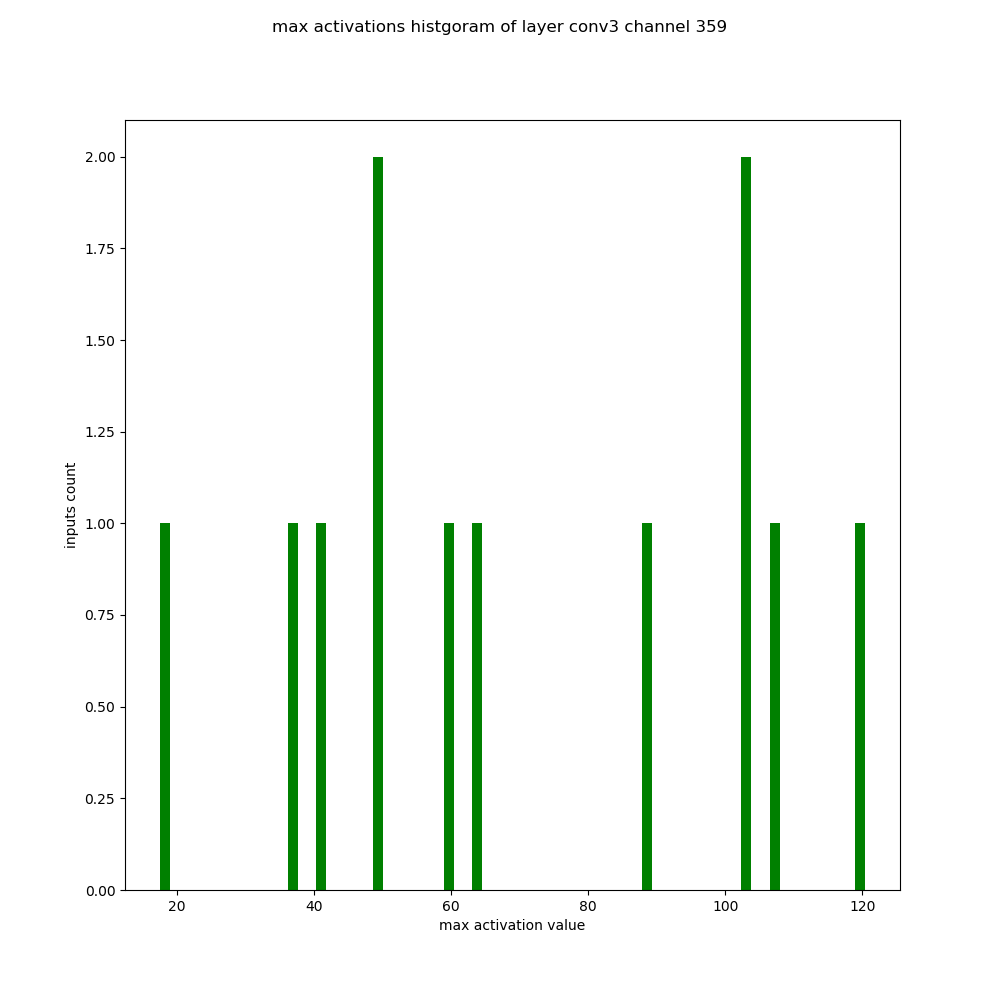 max activations histgoram of layer conv3 channel 359
2.00
1.75
1.50
1.25
1.00
0.75
0.50
0.25
0.00
inputs count
20 40 60 80 100 120
max activation value